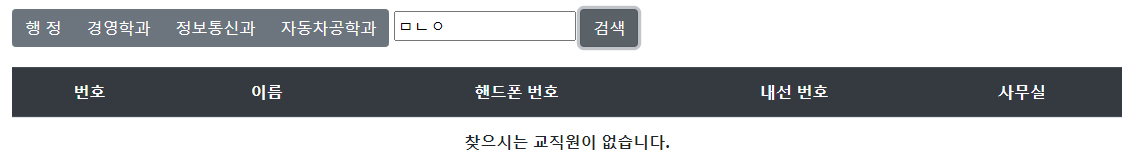 행 정 경영학과 정보통신과 자동차공학과 ㅁㄴㅇ 검색
번호 이름 핸드폰 번호 내선 번호 사무실
찾으시는 교직원이 없습니다.